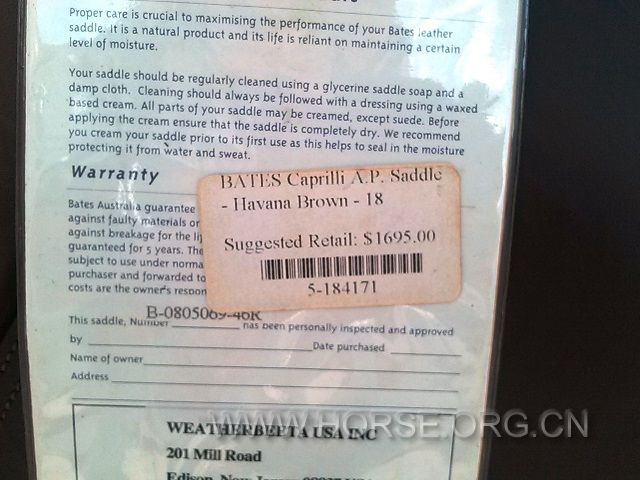 Proper care is crucial to maximising the performance of your Bates leather
saddle. It is a natural product and its life is reliant on maintaining a certain
level of moisture.
Your saddle should be regularly cleaned using a glycerine saddle soap and a
damp cloth. Cleaning should always be followed with a dressing using a waxed
based cream. All parts of your saddle may be creamed, except suede. Before
applying the cream ensure that the saddle is completely dry. We recommend
you cream your saddle prior to its first use as this helps to seal in the moisture
protecting it from water and sweat.
Warranty
BATES Caprilli A.P. Saddle
- Havana Brown - 18
Suggested Retail: $1695.00
5-184171
Bates Australia guarantee
against faulty materials or
against breakage for the
guaranteed for 5 years. The
subject to use under
purchaser and forwarded to
costs are the owner's
B-0805069-46R
This saddle, Number has been personally inspected and approved
by Date purchased
Name of owner
Address
WWW.HORSE.ORG.CN
WEATHERBEETA USA INC
201 Mill Road
Edison, New Jersey